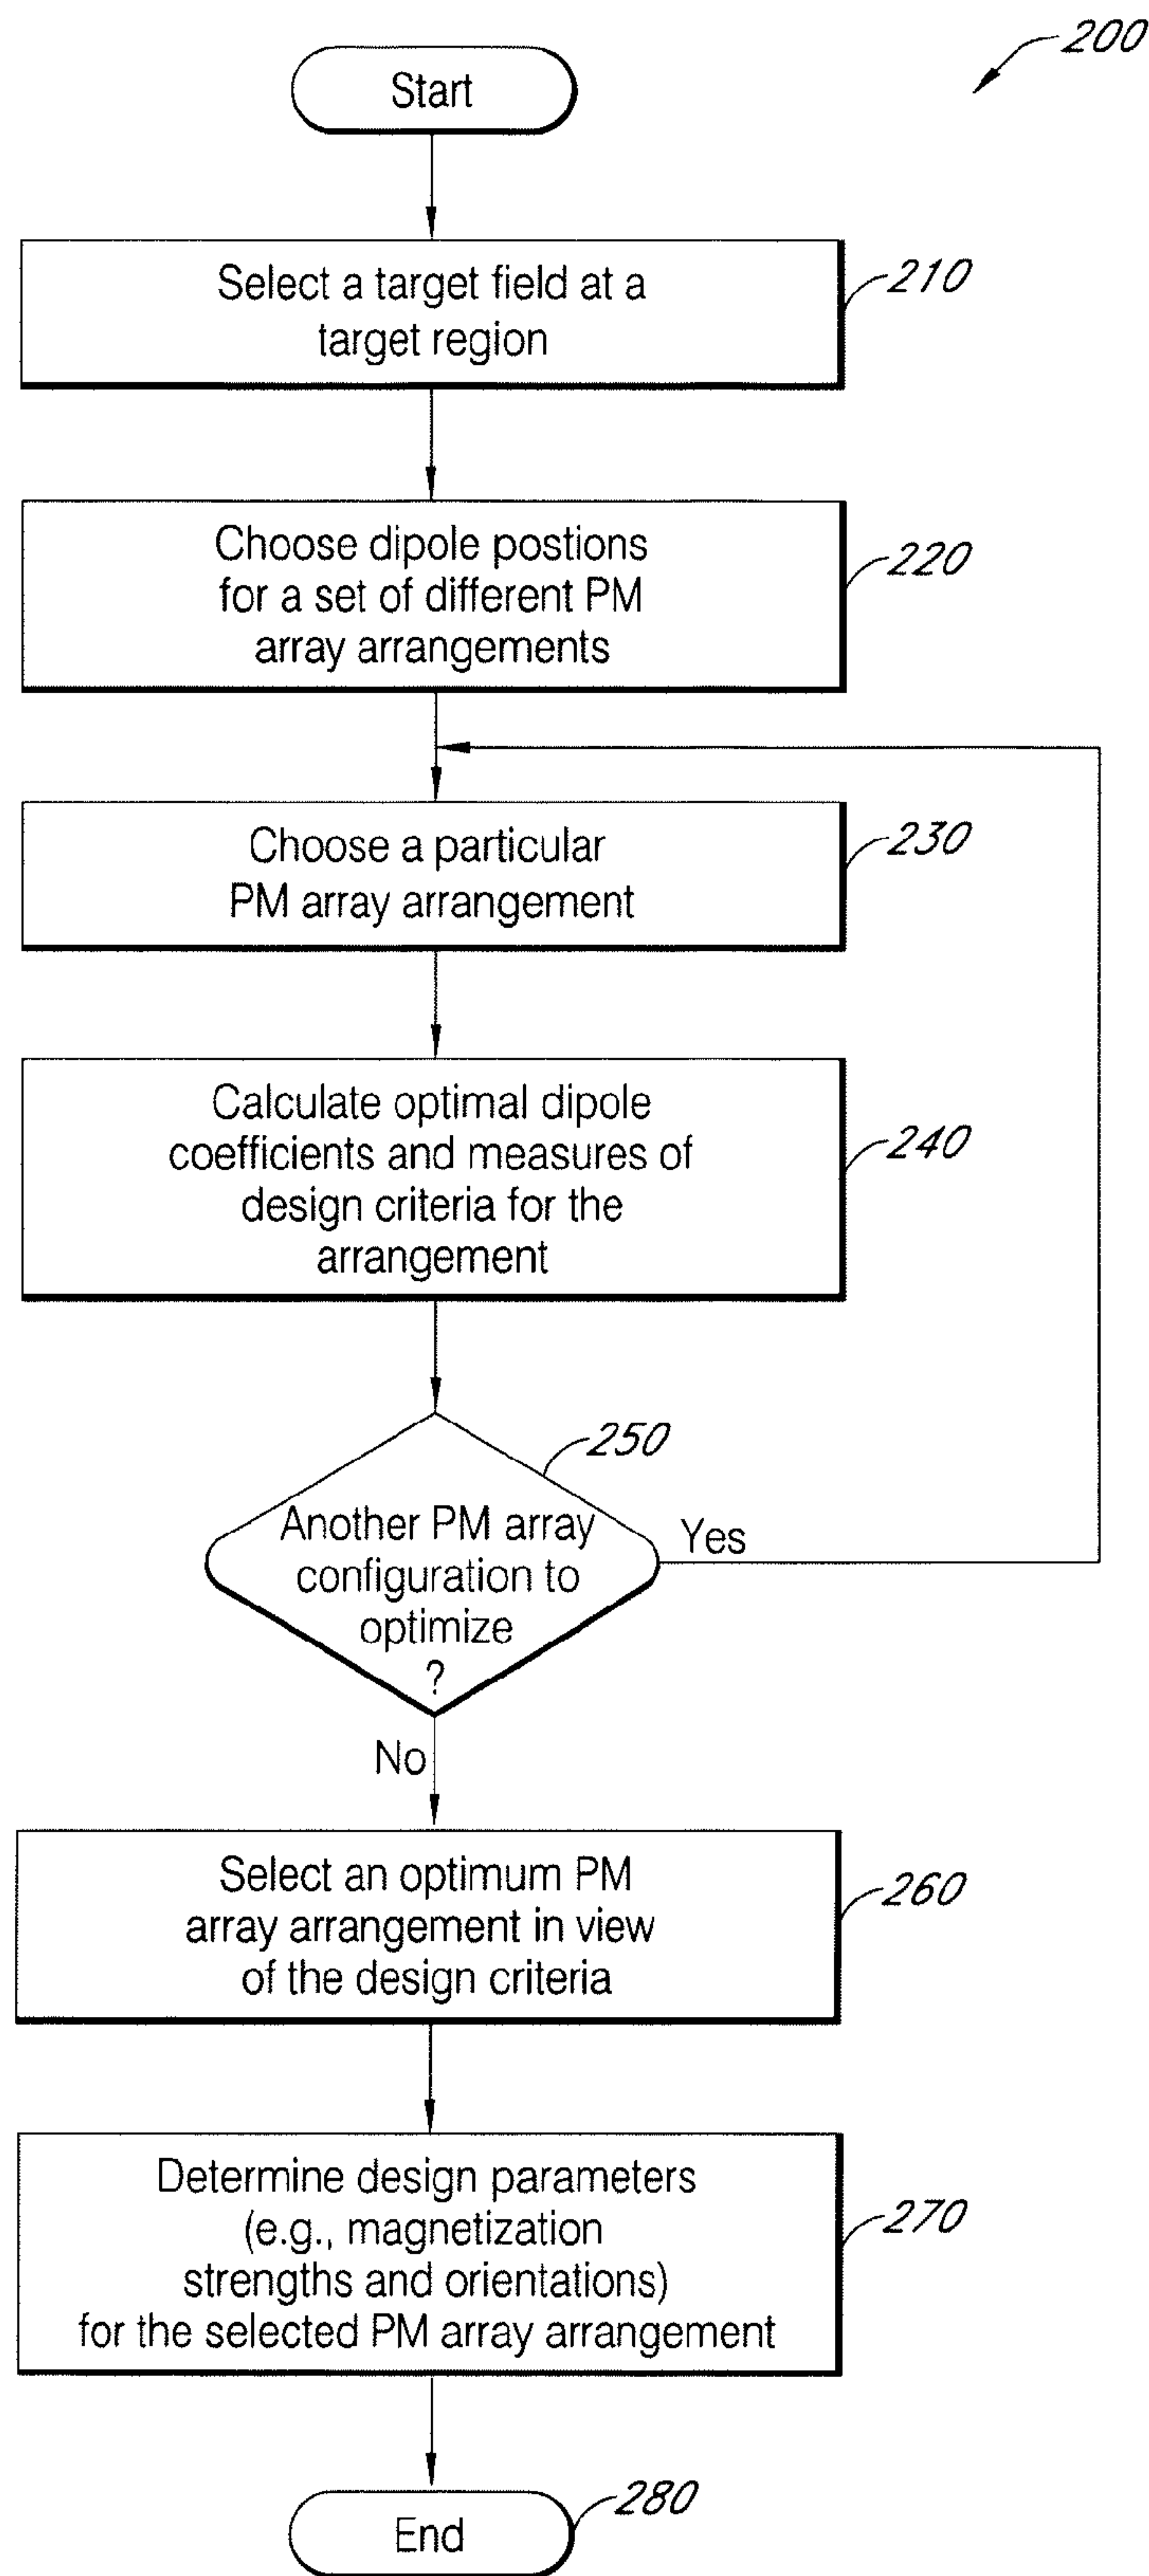 200
Start
Select a target field at a
target region
210
Choose dipole postions
for a set of different PM
array arrangements
220
Choose a particular
PM array arrangement
230
Calculate optimal dipole
coefficients and measures of
design criteria for the
arrangement
240
250
Another PM array
configuration to
optimize
?
Yes
No
Select an optimum PM
array arrangement in view
of the design criteria
260
Determine design parameters
(e.g., magnetization
strengths and orientations)
for the selected PM array arrangement
270
End
280